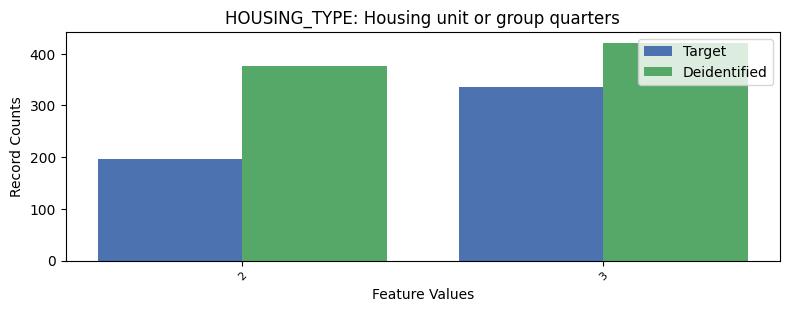 HOUSING_TYPE: Housing unit or group quarters
Target
Deidentified
Record Counts
400
300
200
100
0
2
3
Feature Values